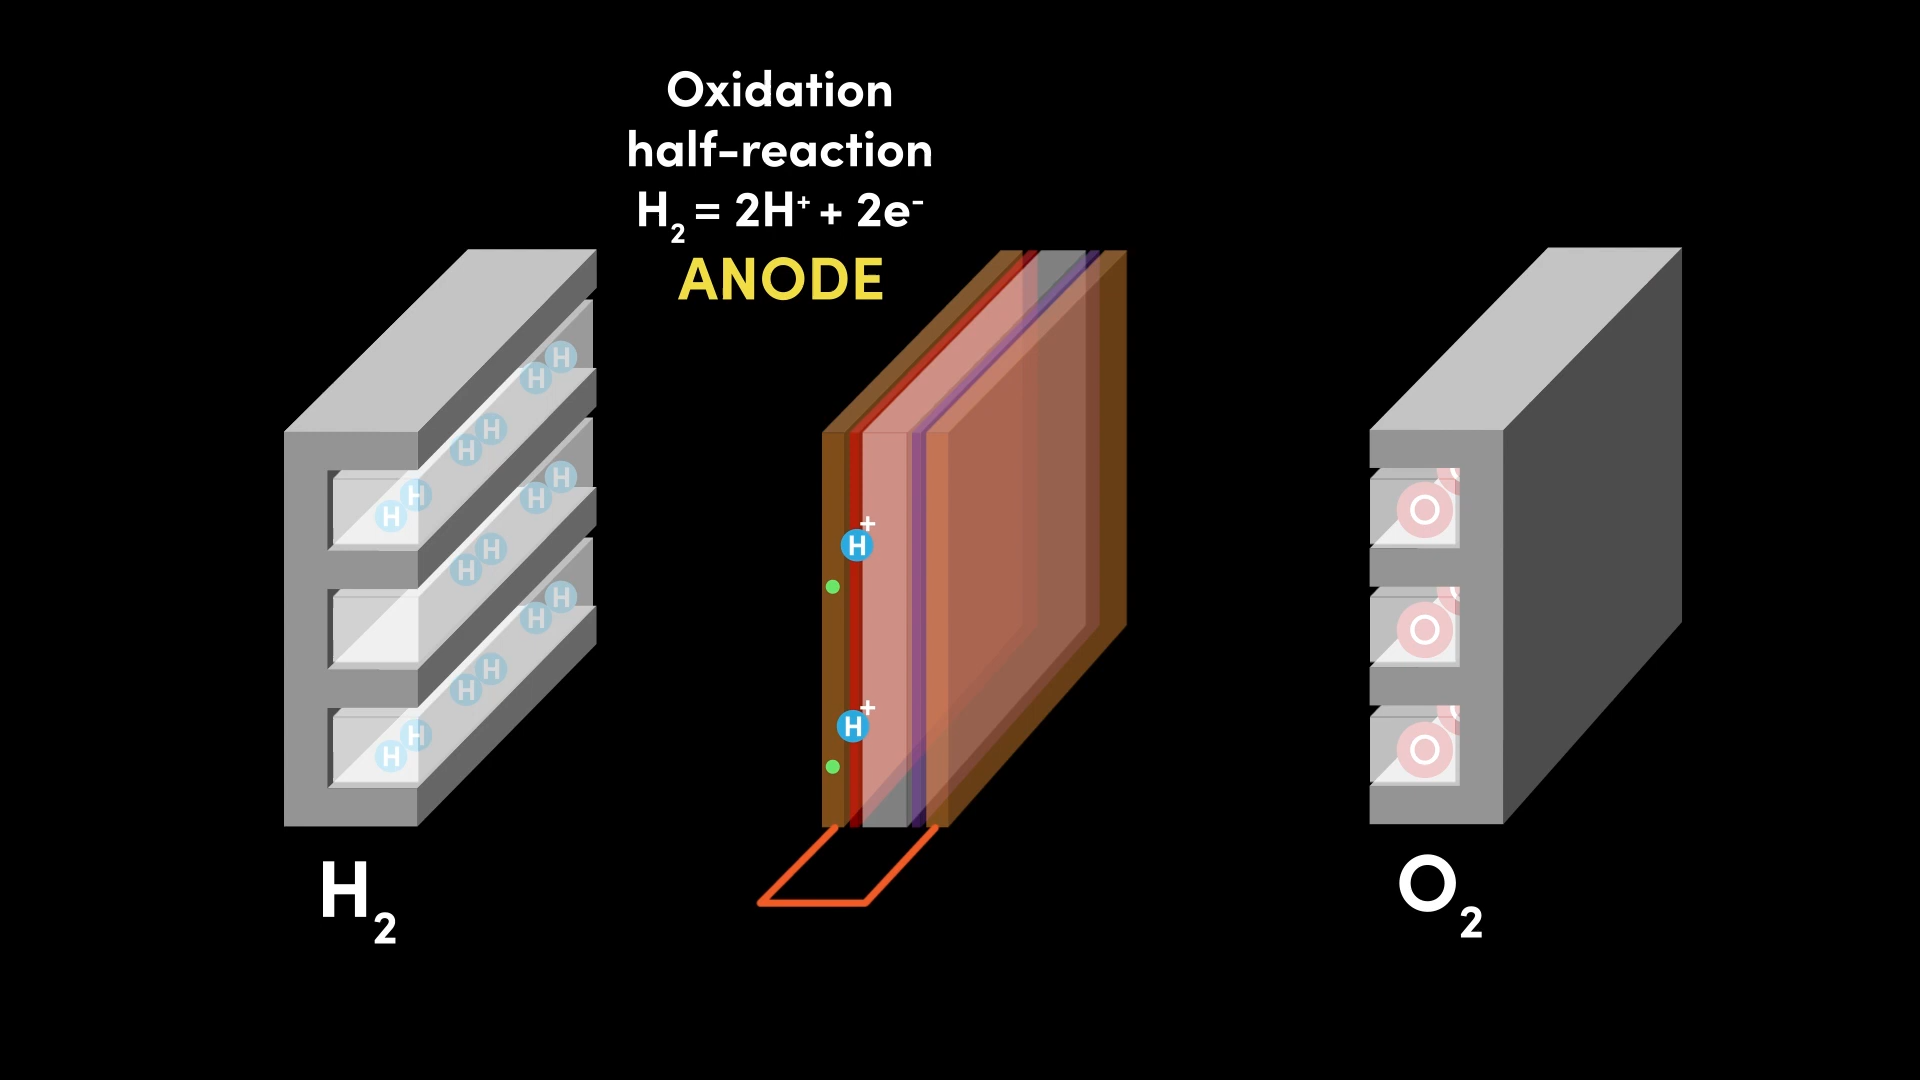 Oxidation
half-reaction
H₂ = 2H⁺ + 2e⁻
ANODE
H H
H H
H H
H H
H H
H H
H H
H H
H⁺
H⁺
O
O
O
H₂
O₂